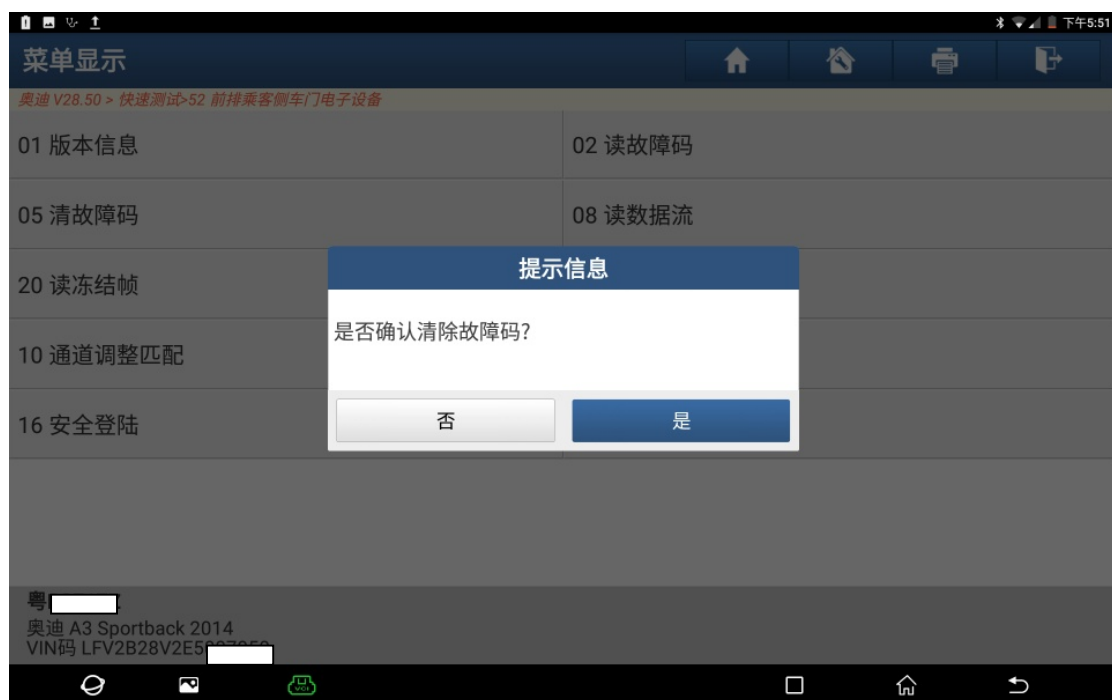 下午5:51
菜单显示
奥迪 V28.50 > 快速测试>52 前排乘客侧车门电子设备
01 版本信息
02 读故障码
05 清故障码
08 读数据流
20 读冻结帧
10 通道调整匹配
16 安全登陆
提示信息
是否确认清除故障码?
否
是
粤
奥迪 A3 Sportback 2014
VIN码 LFV2B28V2E5
VCI